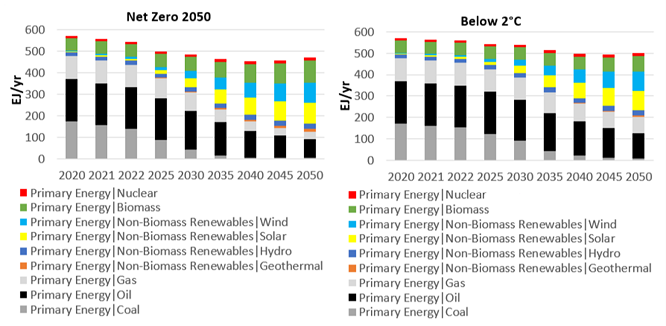 Net Zero 2050
600
500
400
300
200
100
0
EJ/yr
2020 2021 2022 2025 2030 2035 2040 2045 2050
Primary Energy|Nuclear
Primary Energy|Biomass
Primary Energy|Non-Biomass Renewables|Wind
Primary Energy|Non-Biomass Renewables|Solar
Primary Energy|Non-Biomass Renewables|Hydro
Primary Energy|Non-Biomass Renewables|Geothermal
Primary Energy|Gas
Primary Energy|Oil
Primary Energy|Coal
Below 2°C
600
500
400
300
200
100
0
EJ/yr
2020 2021 2022 2025 2030 2035 2040 2045 2050
Primary Energy|Nuclear
Primary Energy|Biomass
Primary Energy|Non-Biomass Renewables|Wind
Primary Energy|Non-Biomass Renewables|Solar
Primary Energy|Non-Biomass Renewables|Hydro
Primary Energy|Non-Biomass Renewables|Geothermal
Primary Energy|Gas
Primary Energy|Oil
Primary Energy|Coal